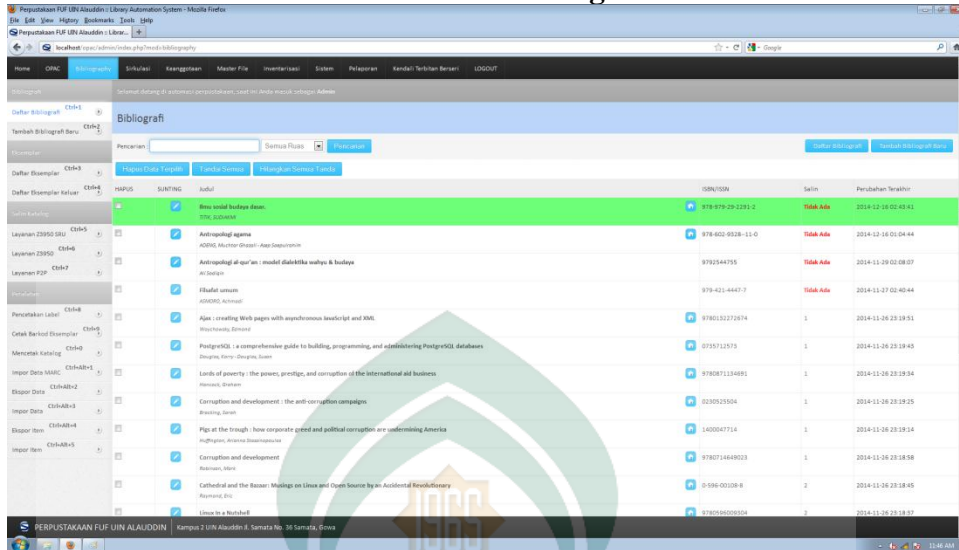 Perpustakaan FUF UIN Alauddin :: Library Automation System - Mozilla Firefox
File Edit View History Bookmarks Tools Help
Perpustakaan FUF UIN Alauddin :: Librar...
localhost/opac/admin/index.php?mod=bibliography
Google
Home OPAC Bibliography Sirkulasi Keanggotaan Master File Inventarisasi Sistem Pelaporan Kendali Terbitan Berseri LOGOUT
Bibliografi
Selamat datang di automasi perpustakaan, saat ini Anda masuk sebagai Admin
Daftar Bibliografi Ctrl+1
Tambah Bibliografi Baru Ctrl+2
Eksemplar
Daftar Eksemplar Ctrl+3
Daftar Eksemplar Keluar Ctrl+4
Salin Katalog
Layanan Z3950 SRU Ctrl+5
Layanan Z3950 Ctrl+6
Layanan P2P Ctrl+7
Peralatan
Pencetakan Label Ctrl+8
Cetak Barkod Eksemplar Ctrl+9
Mencetak Katalog Ctrl+0
Impor Data MARC Ctrl+Alt+1
Ekspor Data Ctrl+Alt+2
Impor Data Ctrl+Alt+3
Ekspor Item Ctrl+Alt+4
Impor Item Ctrl+Alt+5
Bibliografi
Pencarian Semua Ruas Pencarian Daftar Bibliografi Tambah Bibliografi Baru
Hapus Data Terpilih Tandai Semua Hilangkan Semua Tanda
HAPUS SUNTING Judul ISBN/ISSN Salin Perubahan Terakhir
Ilmu sosial budaya dasar. 978-979-29-2291-2 Tidak Ada 2014-12-16 02:43:41
TITIK, SUDIARMI
Antropologi agama 978-602-9328-11-0 Tidak Ada 2014-12-16 01:04:44
ADENG, Muchtar Ghazali
Antropologi al-qur'an : model dialektika wahyu & budaya 9792544755 Tidak Ada 2014-11-29 02:08:07
Ali Sodiqin
Filsafat umum 979-421-4447-7 Tidak Ada 2014-11-27 02:40:44
ASMORO, Achmadi
Ajax : creating Web pages with asynchronous JavaScript and XML 9780132272674 1 2014-11-26 23:19:51
Woychowsky, Edmond
PostgreSQL : a comprehensive guide to building, programming, and administering PostgreSQL databases 0735712573 1 2014-11-26 23:19:43
Douglas, Korry - Douglas, Susan
Lords of poverty : the power, prestige, and corruption of the international aid business 9780871134691 1 2014-11-26 23:19:34
Hancock, Graham
Corruption and development : the anti-corruption campaigns 0230525504 1 2014-11-26 23:19:25
Bracking, Sarah
Pigs at the trough : how corporate greed and political corruption are undermining America 1400047714 1 2014-11-26 23:19:14
Huffington, Arianna Stassinopoulos
Corruption and development 9780714649023 1 2014-11-26 23:18:58
Robinson, Mark
Cathedral and the Bazaar: Musings on Linux and Open Source by an Accidental Revolutionary 0-596-00108-8 2 2014-11-26 23:18:45
Raymond, Eric
Linux In a Nutshell 9780596009304 2 2014-11-26 23:18:37
PERPUSTAKAAN FUF UIN ALAUDDIN Kampus 2 UIN Alauddin Jl. Samata No. 36 Samata, Gowa
1965
11:46 AM